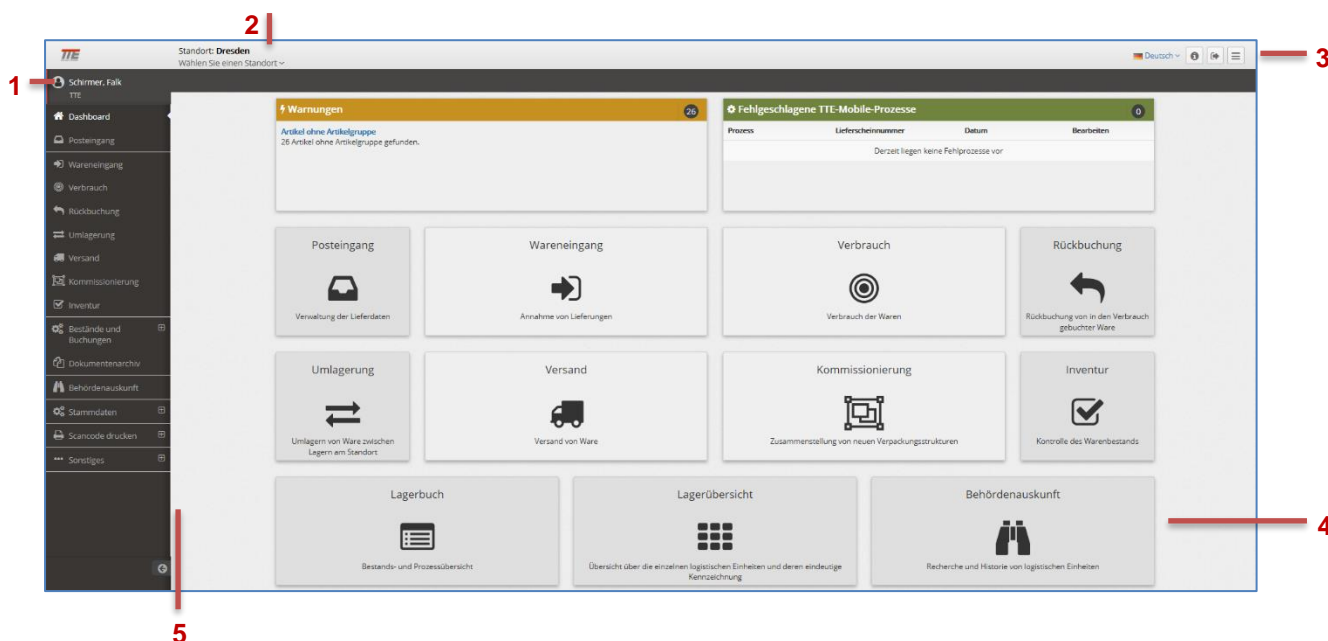 2
TTE
Standort: Dresden
Wählen Sie einen Standort
Deutsch
3
1
Schirmer, Falk
TTE
Dashboard
Posteingang
Wareneingang
Verbrauch
Rückbuchung
Umlagerung
Versand
Kommissionierung
Inventur
Bestände und
Buchungen
Dokumentenarchiv
Behördenauskunft
Stammdaten
Scancode drucken
Sonstiges
Warnungen
26
Artikel ohne Artikelgruppe
26 Artikel ohne Artikelgruppe gefunden.
Fehlgeschlagene TTE-Mobile-Prozesse
0
Prozess Lieferscheinnummer Datum Bearbeiten
Derzeit liegen keine Fehlprozesse vor
Posteingang
Verwaltung der Lieferdaten
Wareneingang
Annahme von Lieferungen
Verbrauch
Verbrauch der Waren
Rückbuchung
Rückbuchung von in den Verbrauch
gebuchter Ware
Umlagerung
Umlagern von Ware zwischen
Lagern am Standort
Versand
Versand von Ware
Kommissionierung
Zusammenstellung von neuen Verpackungsstrukturen
Inventur
Kontrolle des Warenbestands
Lagerbuch
Bestands- und Prozessübersicht
Lagerübersicht
Übersicht über die einzelnen logistischen Einheiten und deren eindeutige
Kennzeichnung
Behördenauskunft
Recherche und Historie von logistischen Einheiten
4
5